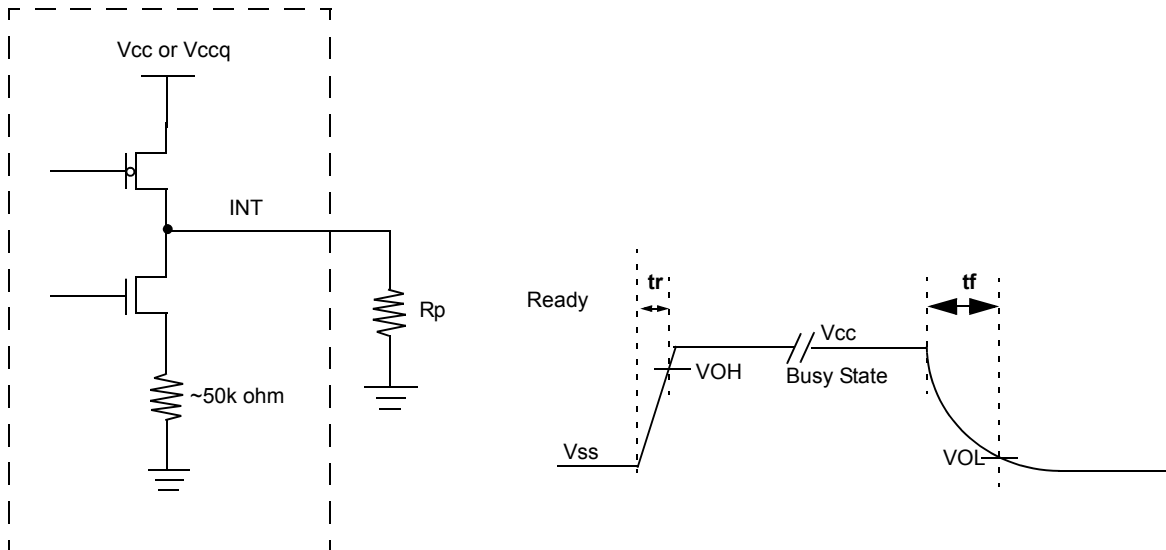 Vcc or Vccq
INT
Rp
~50k ohm
Ready
tr
tf
Vcc
VOH
Busy State
Vss
VOL